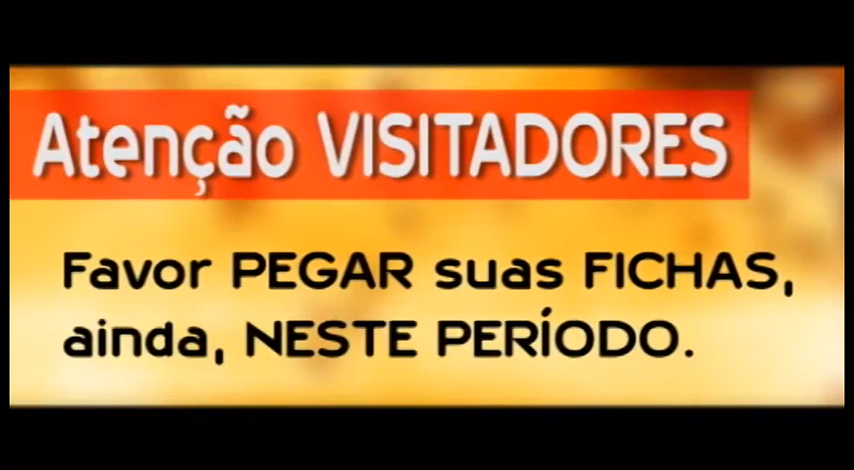 Atenção VISITADORES
Favor PEGAR suas FICHAS,
ainda, NESTE PERÍODO.